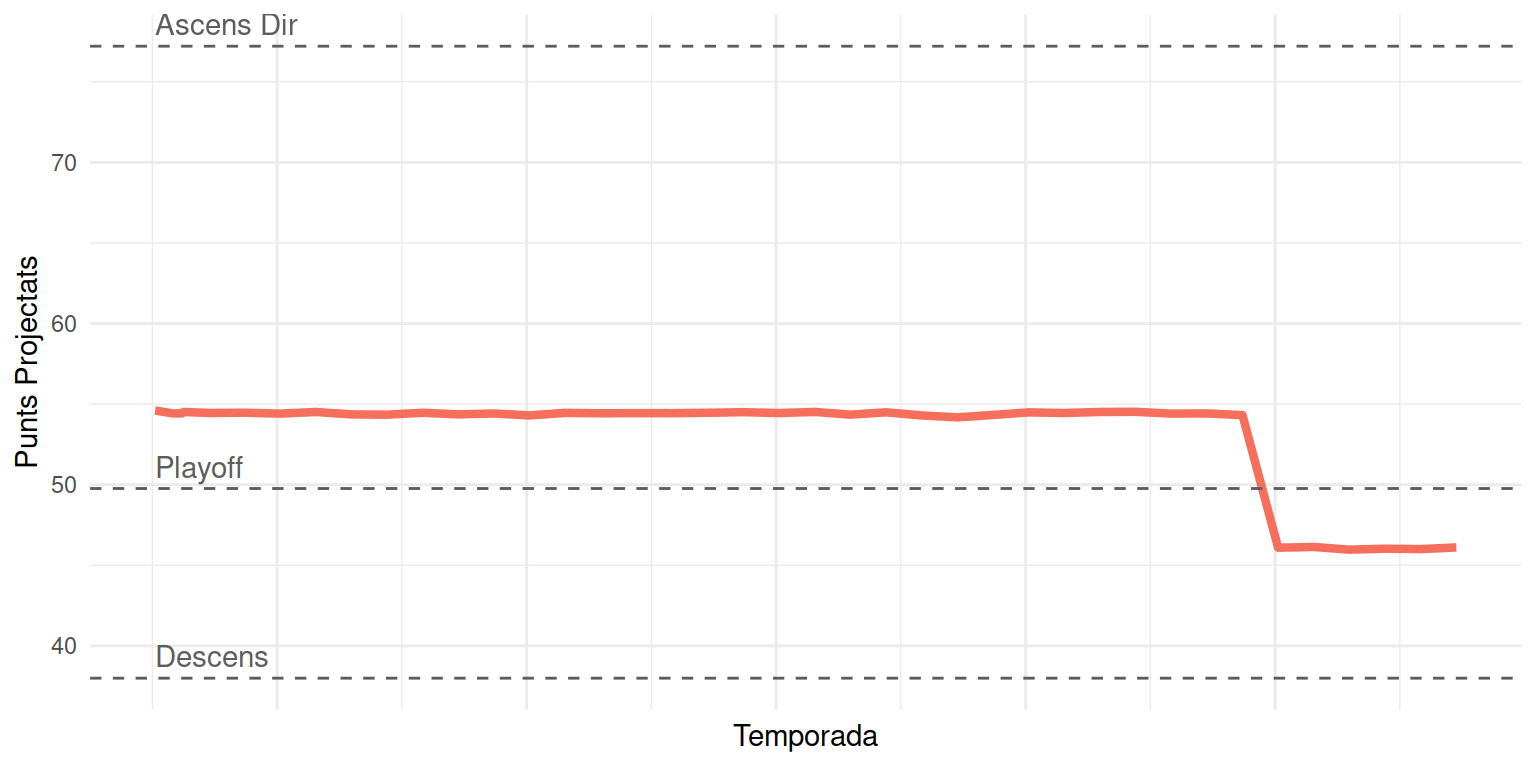 Ascens Dir
70
60
Playoff
50
40
Descens
Punts Projectats
Temporada